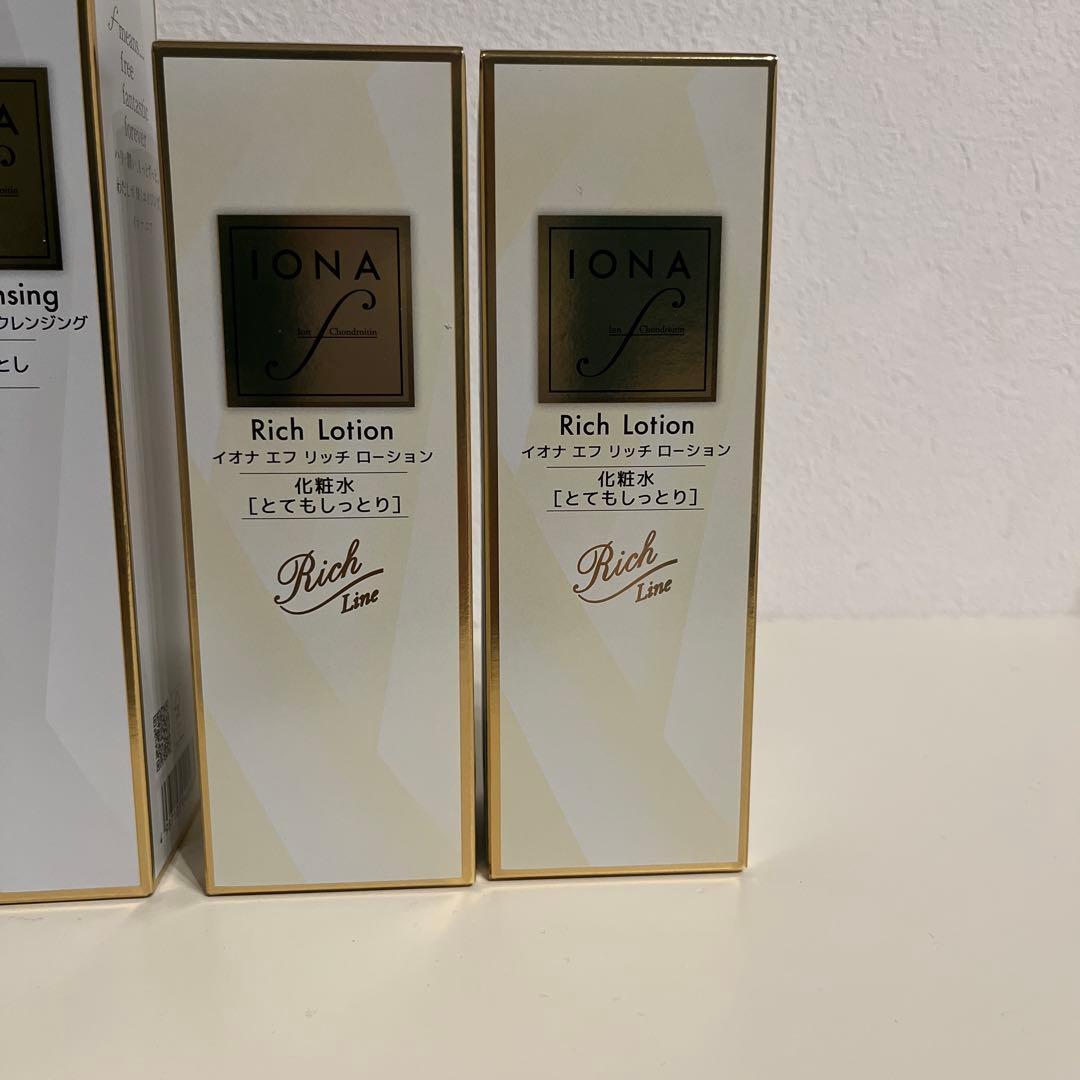 f means...
free
fantastic
forever
A
nsing
クレンジング
とし
IONA
f
Ion Chondroitin
Rich Lotion
イオナ エフ リッチ ローション
化粧水
[とてもしっとり]
Rich
Line
IONA
f
Ion Chondroitin
Rich Lotion
イオナ エフ リッチ ローション
化粧水
[とてもしっとり]
Rich
Line